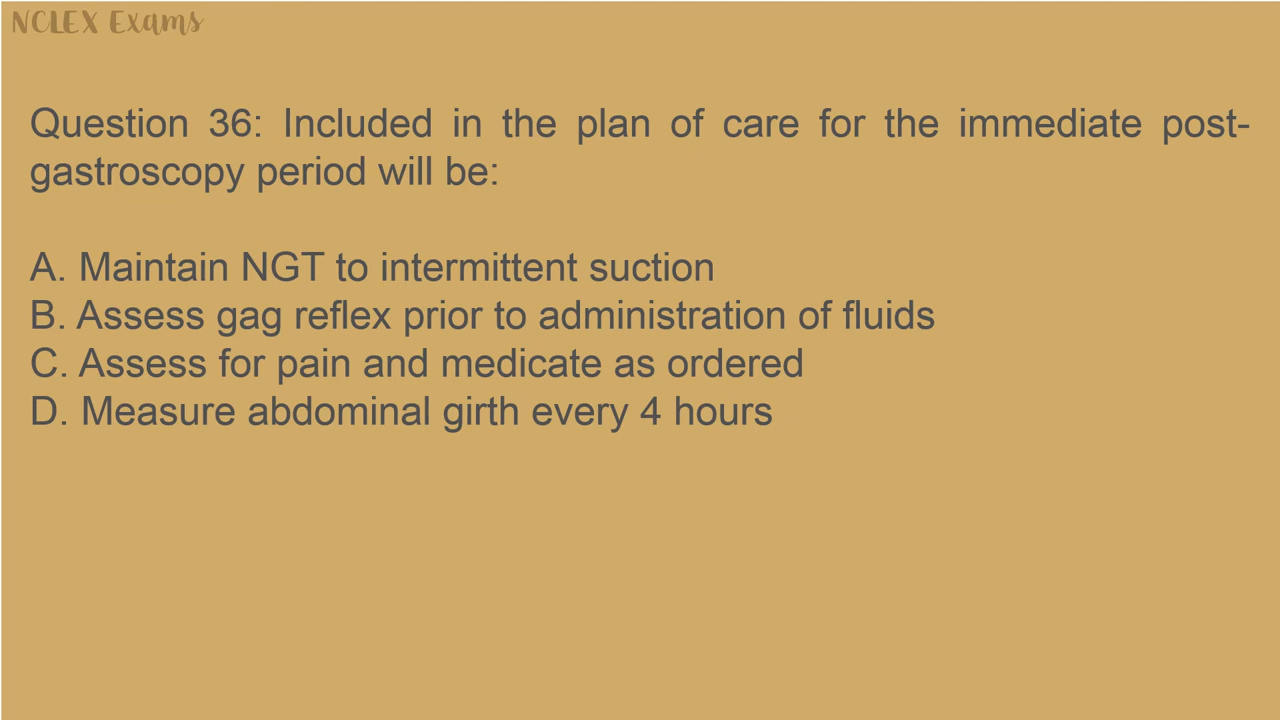 NCLEX Exams
Question 36: Included in the plan of care for the immediate post-
gastroscopy period will be:
A. Maintain NGT to intermittent suction
B. Assess gag reflex prior to administration of fluids
C. Assess for pain and medicate as ordered
D. Measure abdominal girth every 4 hours